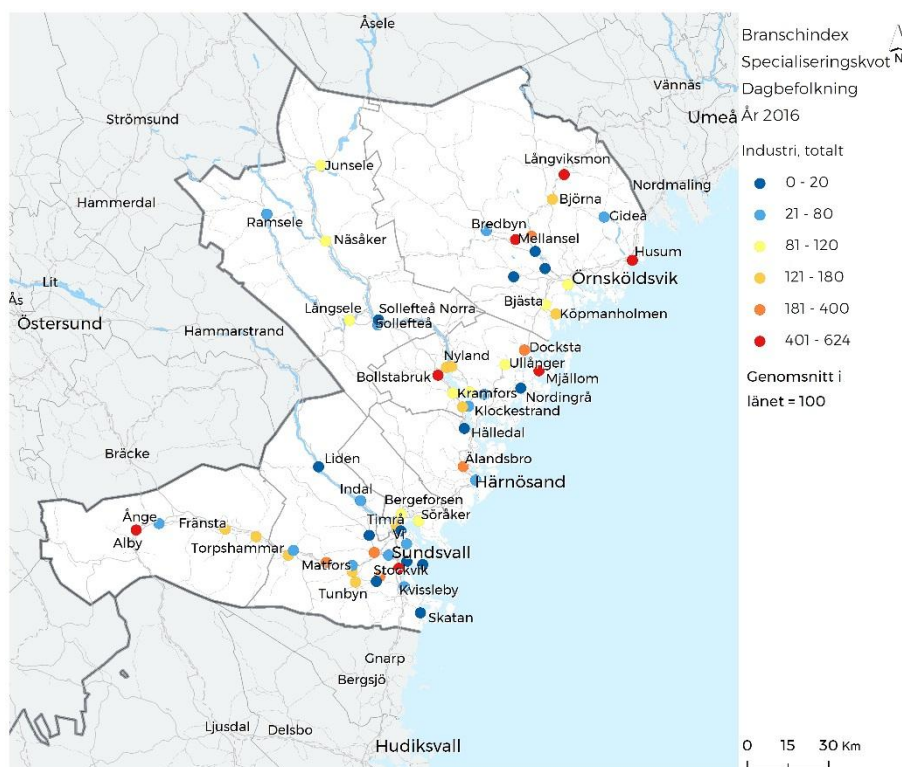 Åsele
Vännäs
Umeå
Strömsund
Långviksmon
Nordmaling
Junsele
Björna
Hammerdal
Gideå
Bredbyn
Ramsele
Mellansel
Näsåker
Husum
Örnsköldsvik
Lit
Ås
Bjästa
Köpmanholmen
Långsele
Sollefteå Norra
Sollefteå
Östersund
Hammarstrand
Docksta
Nyland
Ullånger
Bollstabruk
Mjällom
Kramfors
Nordingrå
Klockestrand
Hälledal
Bräcke
Liden
Älandsbro
Härnösand
Indal
Bergeforsen
Söråker
Ånge
Fränsta
Timrå
Vi
Alby
Torpshammar
Sundsvall
Matfors
Stockvik
Tunbyn
Kvissleby
Skatan
Gnarp
Bergsjö
Ljusdal
Delsbo
Hudiksvall
Branschindex
Specialiseringskvot
N
Dagbefolkning
År 2016
Industri, totalt
0 - 20
21 - 80
81 - 120
121 - 180
181 - 400
401 - 624
Genomsnitt i
länet = 100
0 15 30 Km